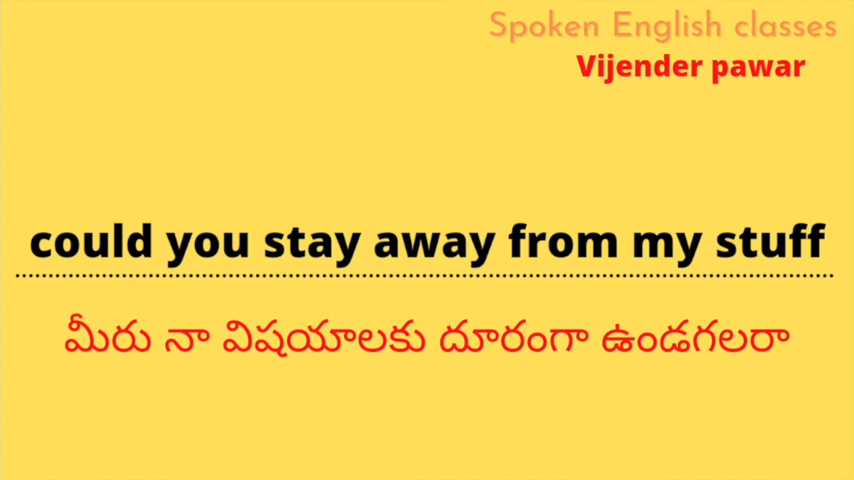 Spoken English classes
Vijender pawar
could you stay away from my stuff
మీరు నా విషయాలకు దూరంగా ఉండగలరా